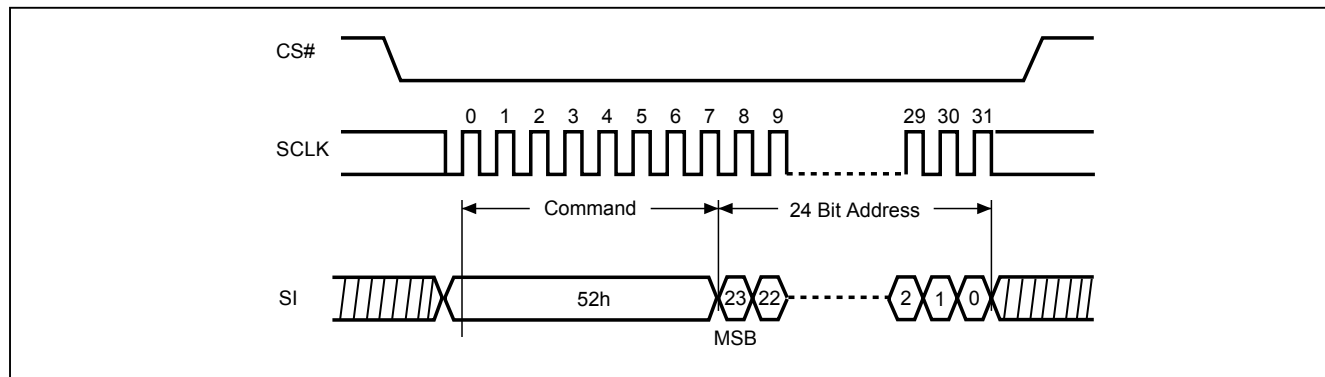 CS#
0 1 2 3 4 5 6 7 8 9 29 30 31
SCLK
Command 24 Bit Address
SI 52h 23 22 2 1 0
MSB